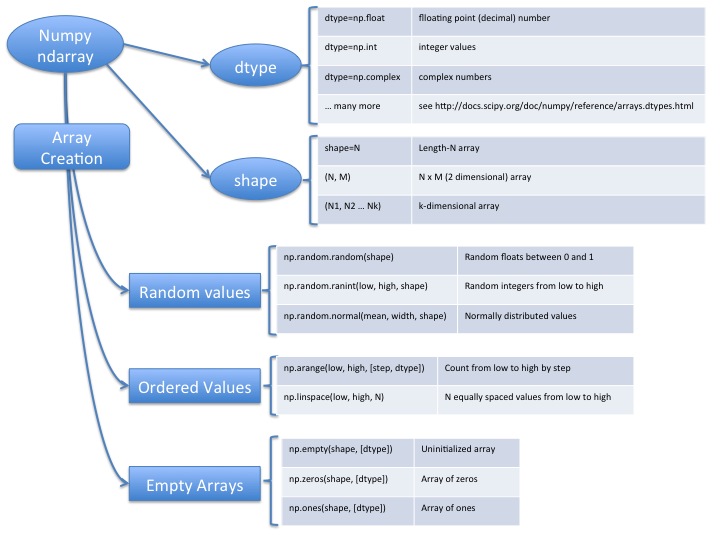 Numpy
ndarray
dtype
dtype=np.float flloating point (decimal) number
dtype=np.int integer values
dtype=np.complex complex numbers
... many more see http://docs.scipy.org/doc/numpy/reference/arrays.dtypes.html
Array
Creation
shape
shape=N Length-N array
(N, M) N x M (2 dimensional) array
(N1, N2 ... Nk) k-dimensional array
Random values
np.random.random(shape) Random floats between 0 and 1
np.random.ranint(low, high, shape) Random integers from low to high
np.random.normal(mean, width, shape) Normally distributed values
Ordered Values
np.arange(low, high, [step, dtype]) Count from low to high by step
np.linspace(low, high, N) N equally spaced values from low to high
Empty Arrays
np.empty(shape, [dtype]) Uninitialized array
np.zeros(shape, [dtype]) Array of zeros
np.ones(shape, [dtype]) Array of ones